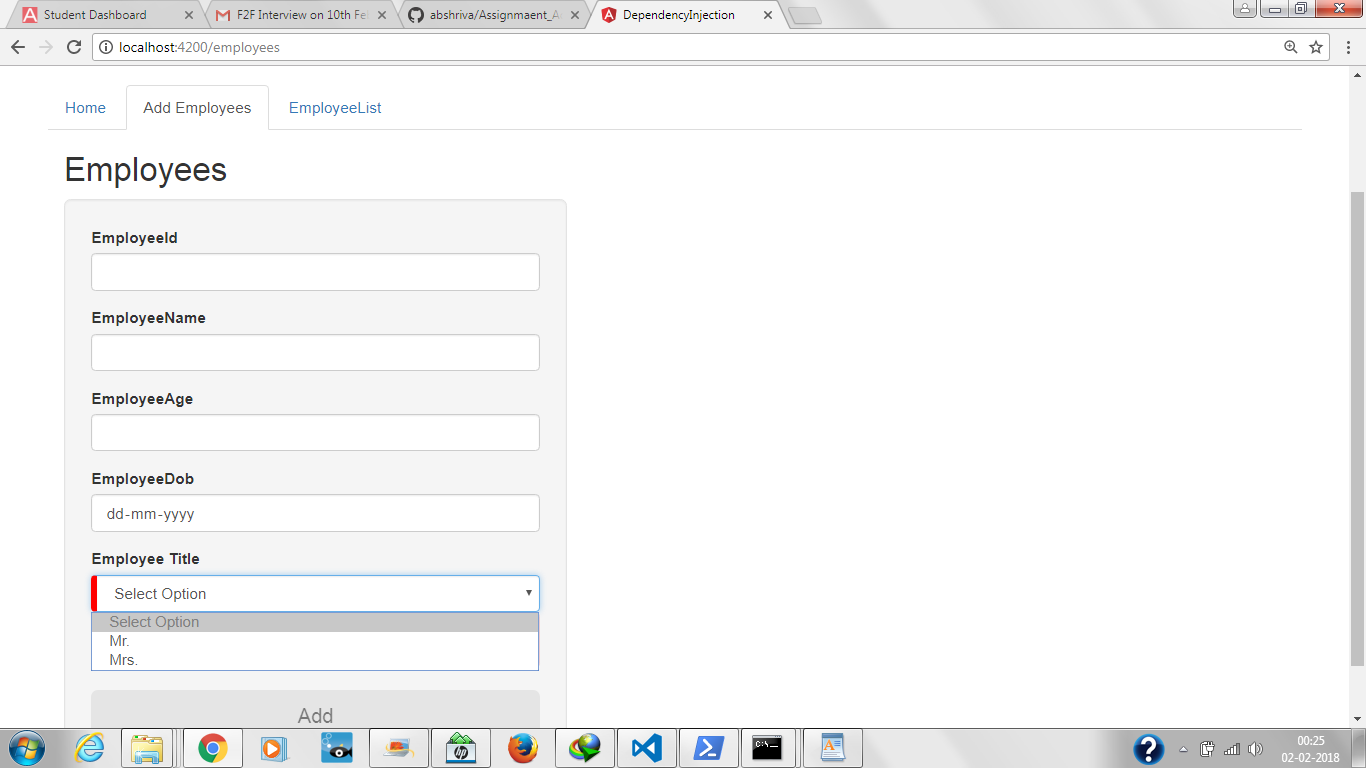 Student Dashboard
F2F Interview on 10th Fe
abshriva/Assignmaent_A
DependencyInjection
localhost:4200/employees
Home
Add Employees
EmployeeList
Employees
EmployeeId
EmployeeName
EmployeeAge
EmployeeDob
dd-mm-yyyy
Employee Title
Select Option
Select Option
Mr.
Mrs.
Add
00:25
02-02-2018